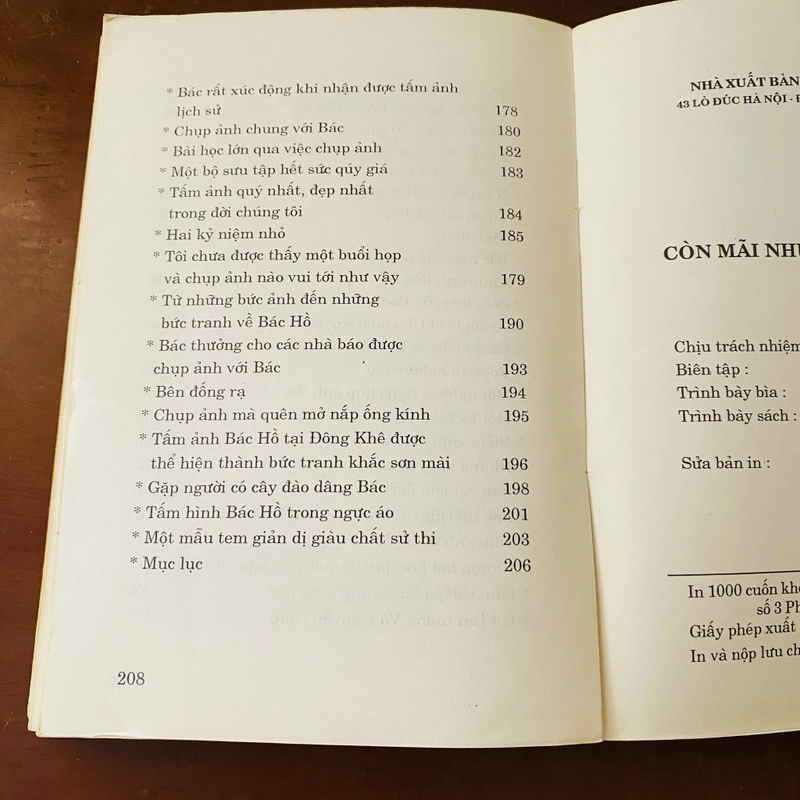 * Bác rất xúc động khi nhận được tấm ảnh
lịch sử 178
* Chụp ảnh chung với Bác 180
* Bài học lớn qua việc chụp ảnh 182
* Một bộ sưu tập hết sức qúy giá 183
* Tấm ảnh quý nhất, đẹp nhất
trong đời chúng tôi 184
* Hai kỷ niệm nhỏ 185
* Tôi chưa được thấy một buổi họp
và chụp ảnh nào vui tới như vậy 179
* Từ những bức ảnh đến những
bức tranh về Bác Hồ 190
* Bác thưởng cho các nhà báo được
chụp ảnh với Bác 193
* Bên đống rạ 194
* Chụp ảnh mà quên mở nắp ống kính 195
* Tấm ảnh Bác Hồ tại Đông Khê được
thể hiện thành bức tranh khắc sơn mài 196
* Gặp người có cây đào dâng Bác 198
* Tấm hình Bác Hồ trong ngực áo 201
* Một mẫu tem giản dị giàu chất sử thi 203
* Mục lục 206
208
NHÀ XUẤT BẢN
43 LÒ ĐÚC HÀ NỘI -
CÒN MÃI
Chịu trách nhiệm
Biên tập :
Trình bày bìa :
Trình bày sách :
Sửa bản in :
In 1000 cuốn
số 3
Giấy phép xuất
In và nộp lưu